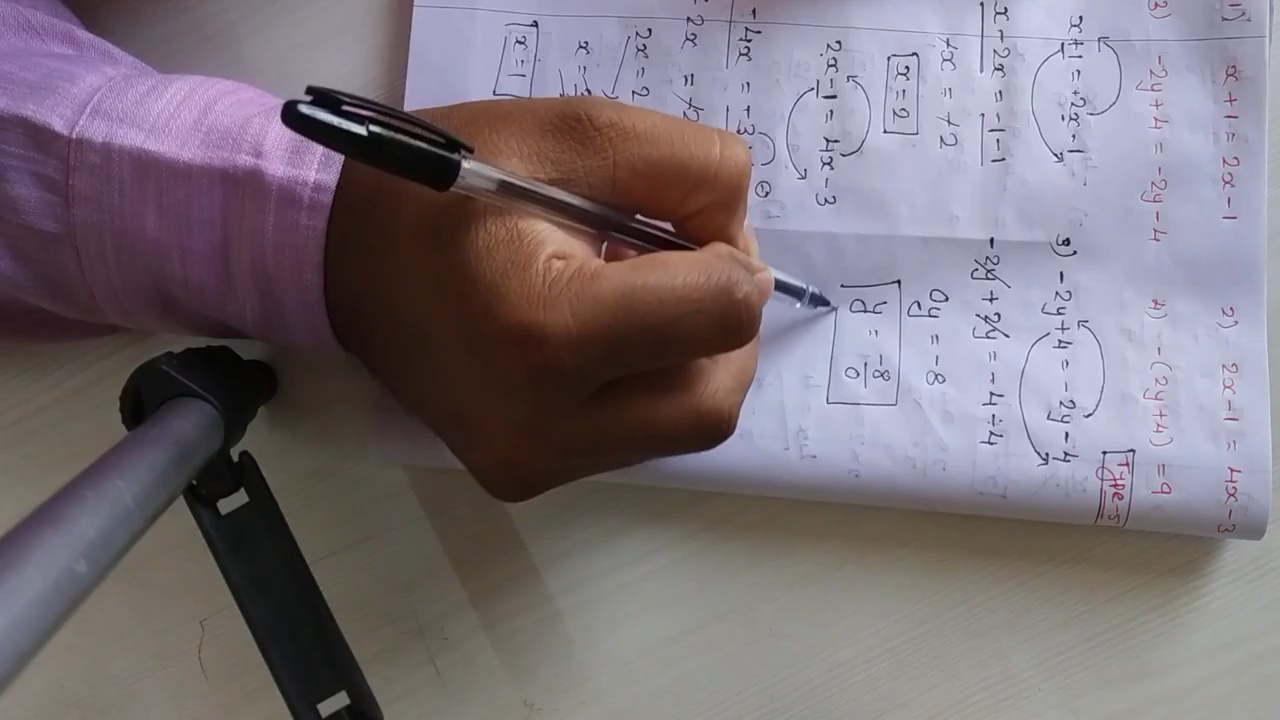 1) x + 1 = 2x - 1
2) 2x - 1 = 4x - 3
3) -2y + 4 = -2y - 4
4) -(2y + 4) = 9
Type-5
x + 1 = +2x - 1
x - 2x = -1 - 1
+x = +2
x = 2
2x - 1 = 4x - 3
2x = 2
x = 1
3) -2y + 4 = -2y - 4
-2y + 2y = -4 - 4
0y = -8
y = -8/0